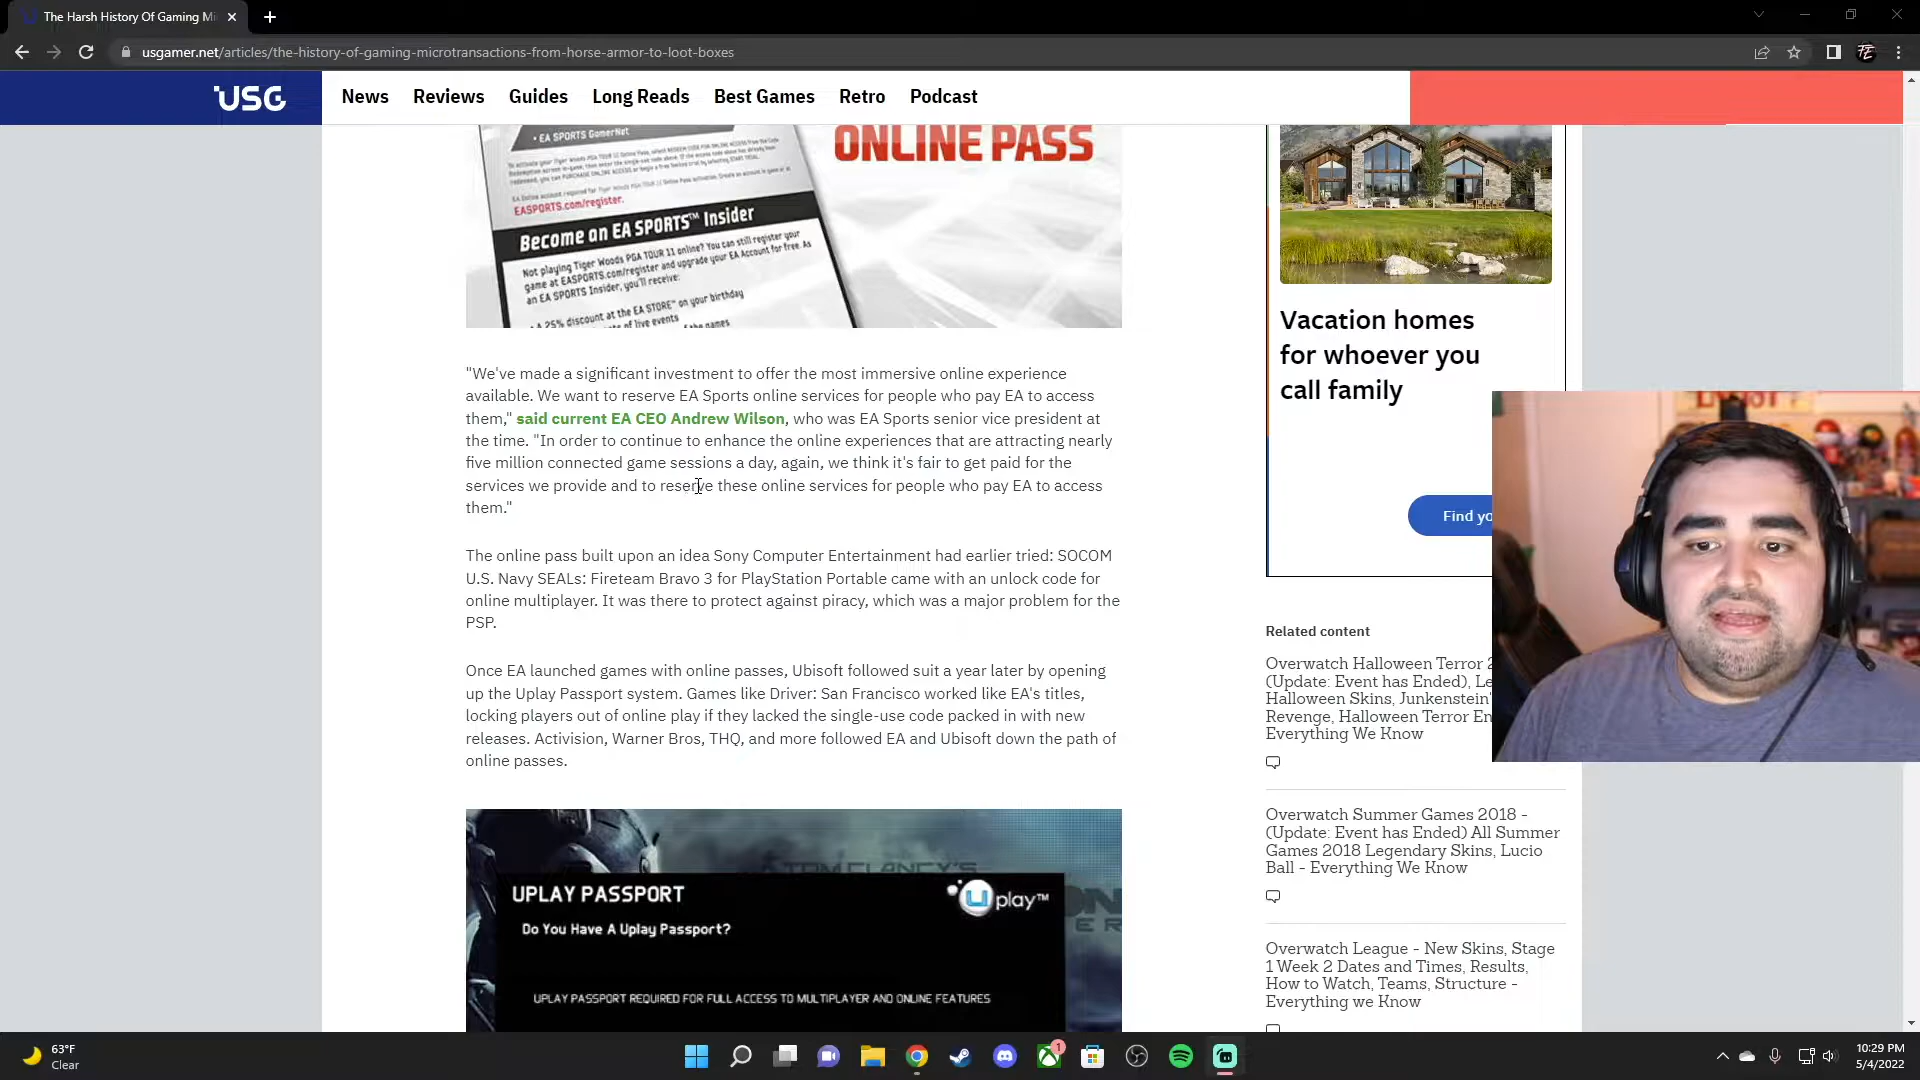 The Harsh History Of Gaming Mi
usgamer.net/articles/the-history-of-gaming-microtransactions-from-horse-armor-to-loot-boxes
USG
News Reviews Guides Long Reads Best Games Retro Podcast
• EA SPORTS GamerNet
ONLINE PASS
EASPORTS.com/register.
Become an EA SPORTS™ Insider
Not playing Tiger Woods PGA TOUR 11 online? You can still register your
game at EASPORTS.com/register and upgrade your EA Account for free. As
an EA SPORTS Insider, you'll receive:
A 25% discount at the EA STORE™ on your birthday
of live events
of the games
"We've made a significant investment to offer the most immersive online experience
available. We want to reserve EA Sports online services for people who pay EA to access
them," said current EA CEO Andrew Wilson, who was EA Sports senior vice president at
the time. "In order to continue to enhance the online experiences that are attracting nearly
five million connected game sessions a day, again, we think it's fair to get paid for the
services we provide and to reserve these online services for people who pay EA to access
them."
The online pass built upon an idea Sony Computer Entertainment had earlier tried: SOCOM
U.S. Navy SEALs: Fireteam Bravo 3 for PlayStation Portable came with an unlock code for
online multiplayer. It was there to protect against piracy, which was a major problem for the
PSP.
Once EA launched games with online passes, Ubisoft followed suit a year later by opening
up the Uplay Passport system. Games like Driver: San Francisco worked like EA's titles,
locking players out of online play if they lacked the single-use code packed in with new
releases. Activision, Warner Bros, THQ, and more followed EA and Ubisoft down the path of
online passes.
TOM CLANCY'S
UPLAY PASSPORT
Uplay™
Do You Have A Uplay Passport?
UPLAY PASSPORT REQUIRED FOR FULL ACCESS TO MULTIPLAYER AND ONLINE FEATURES
Vacation homes
for whoever you
call family
Find yo
Related content
Overwatch Halloween Terror 2
(Update: Event has Ended), Le
Halloween Skins, Junkenstein'
Revenge, Halloween Terror En
Everything We Know
Overwatch Summer Games 2018 -
(Update: Event has Ended) All Summer
Games 2018 Legendary Skins, Lucio
Ball - Everything We Know
Overwatch League - New Skins, Stage
1 Week 2 Dates and Times, Results,
How to Watch, Teams, Structure -
Everything we Know
63°F
Clear
1
10:29 PM
5/4/2022